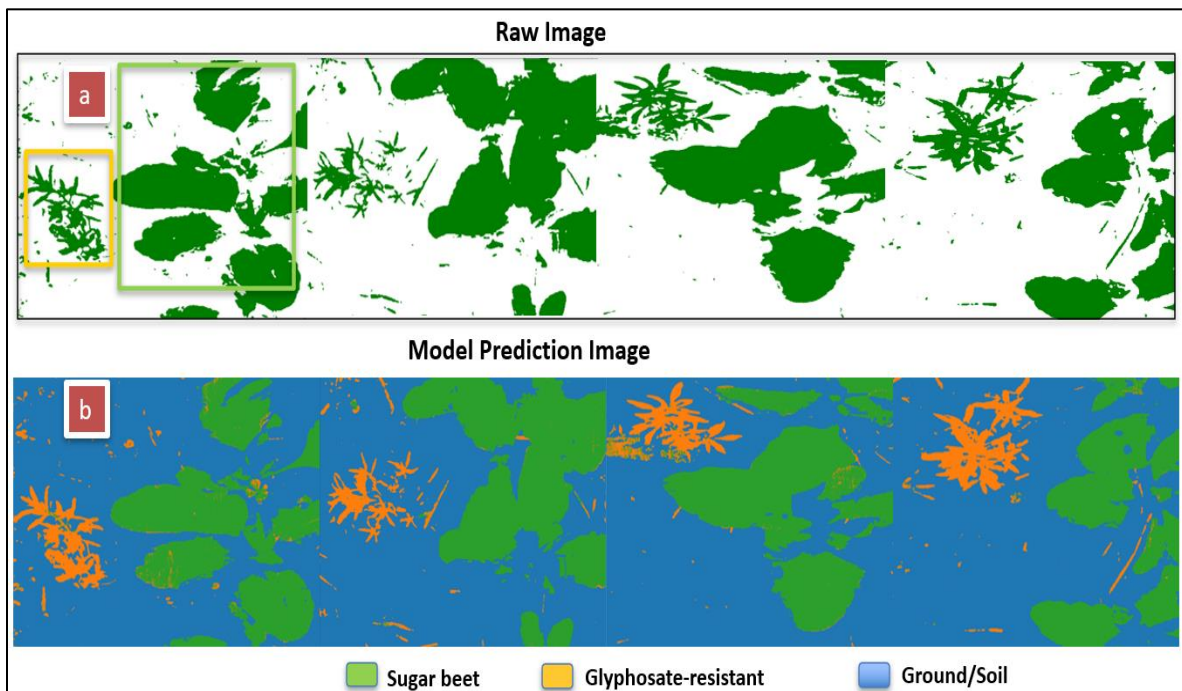 Raw Image
a
Model Prediction Image
b
Sugar beet Glyphosate-resistant Ground/Soil